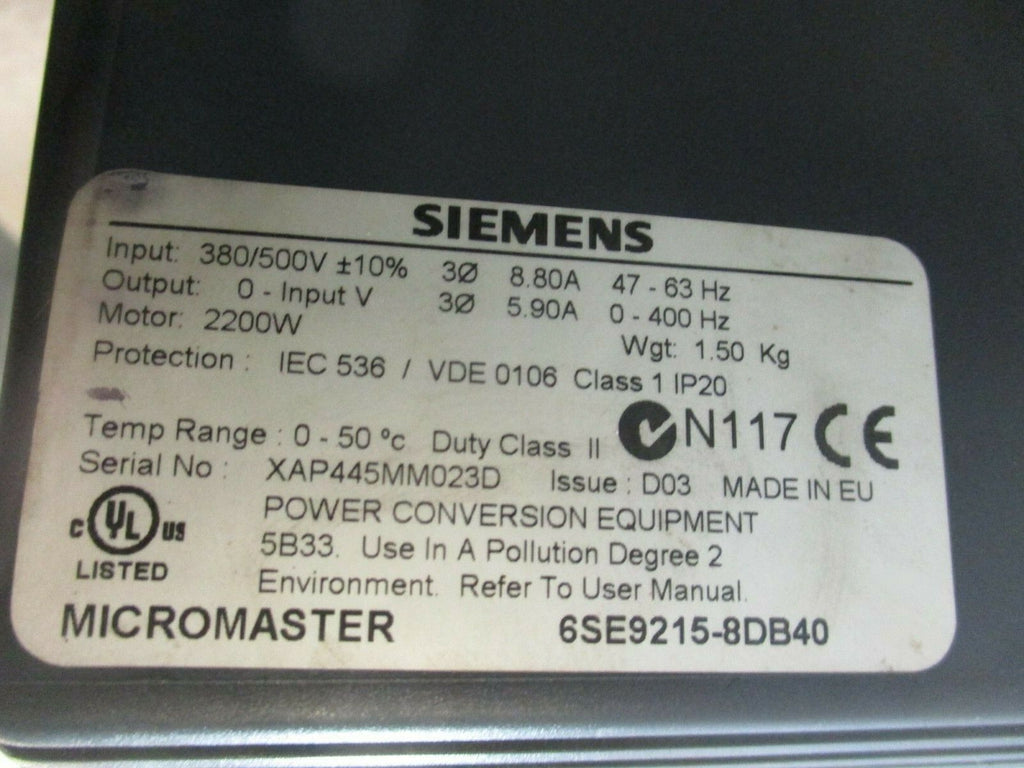 SIEMENS
Input: 380/500V ±10% 3Ø 8.80A 47 - 63 Hz
Output: 0 - Input V 3Ø 5.90A 0 - 400 Hz
Motor: 2200W Wgt: 1.50 Kg
Protection : IEC 536 / VDE 0106 Class 1 IP20
N117 CE
Temp Range : 0 - 50 ºc Duty Class II
Serial No : XAP445MM023D Issue : D03 MADE IN EU
c UL us
LISTED
POWER CONVERSION EQUIPMENT
5B33. Use In A Pollution Degree 2
Environment. Refer To User Manual.
MICROMASTER 6SE9215-8DB40